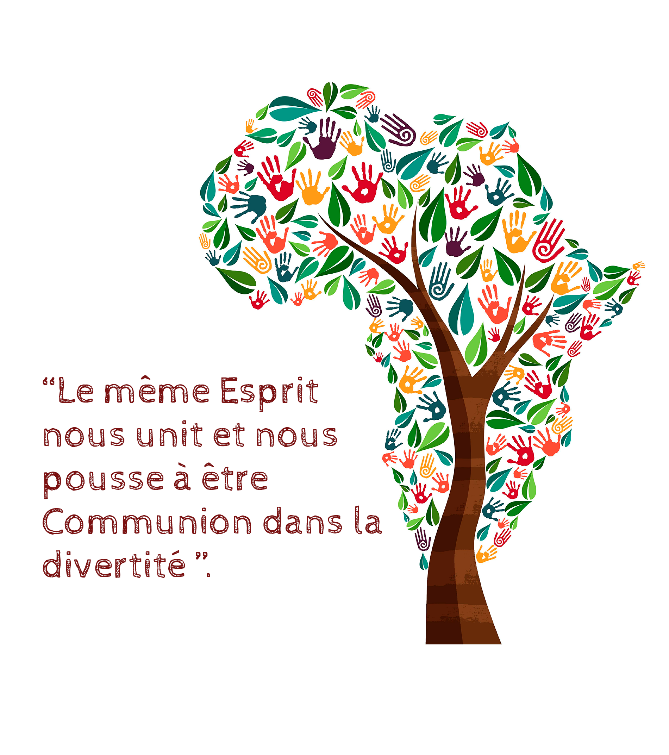 “Le même Esprit
nous unit et nous
pousse à être
Communion dans la
divertité ”.